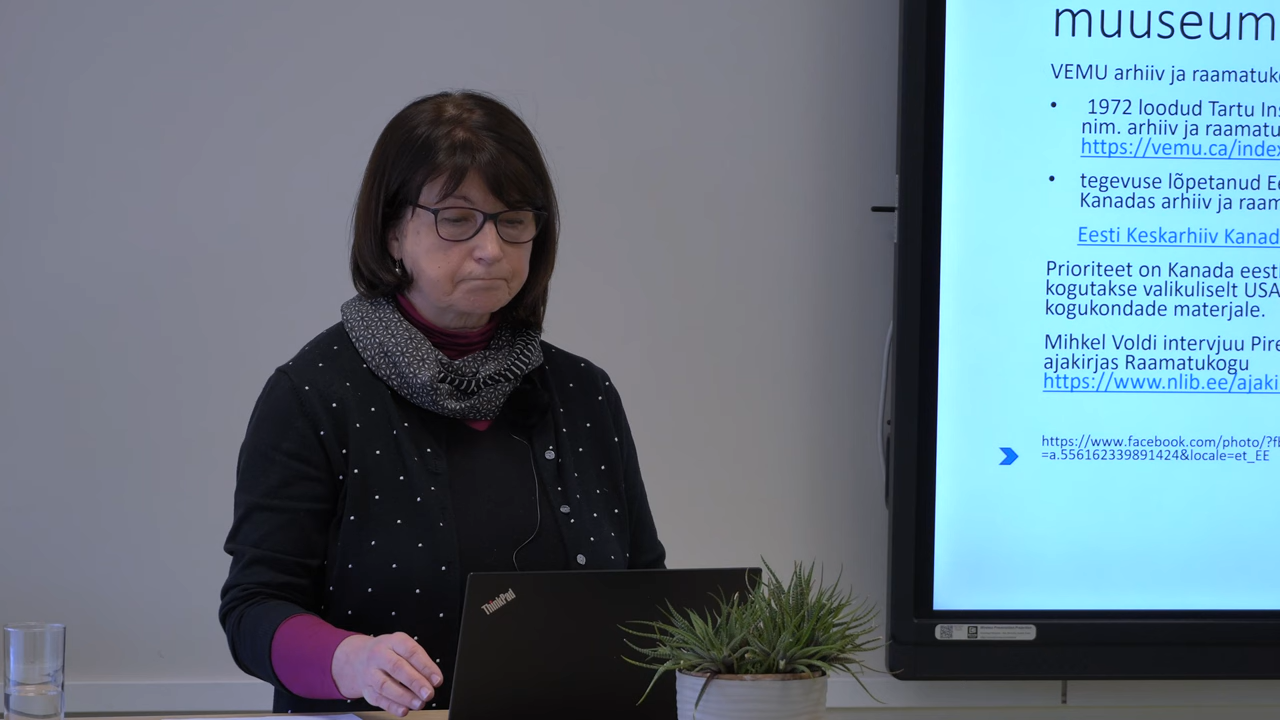 muuseum
VEMU arhiiv ja raamatuk
• 1972 loodud Tartu Ins
nim. arhiiv ja raamatu
https://vemu.ca/index
• tegevuse lõpetanud E
Kanadas arhiiv ja raam
Eesti Keskarhiiv Kanad
Prioriteet on Kanada eest
kogutakse valikuliselt USA
kogukondade materjale.
Mihkel Voldi intervjuu Pire
ajakirjas Raamatukogu
https://www.nlib.ee/ajaki
https://www.facebook.com/photo/?fb
=a.556162339891424&locale=et_EE
ThinkPad